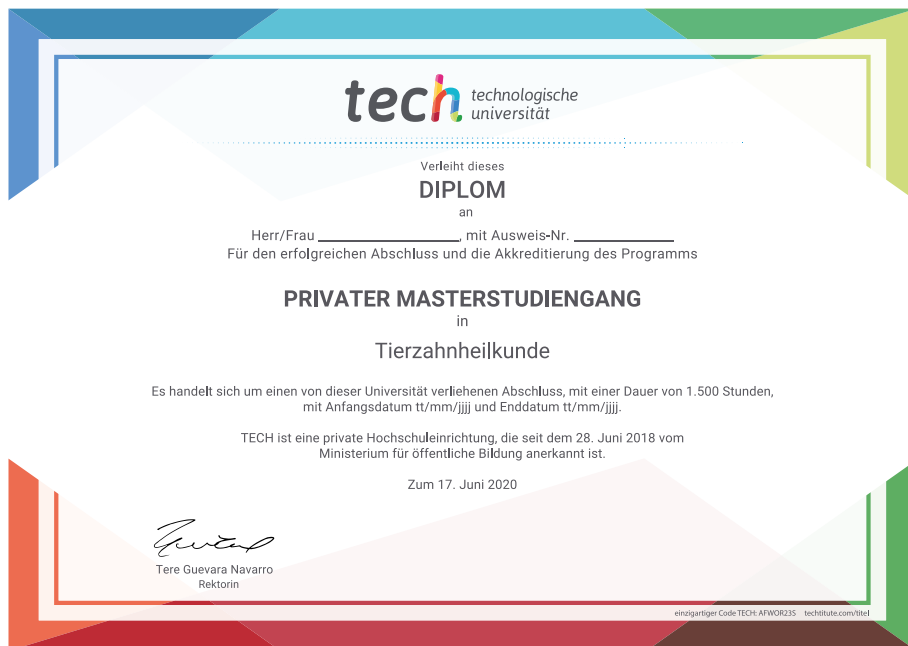 tech technologische
universität
Verleiht dieses
DIPLOM
an
Herr/Frau ____________________, mit Ausweis-Nr. ______________
Für den erfolgreichen Abschluss und die Akkreditierung des Programms
PRIVATER MASTERSTUDIENGANG
in
Tierzahnheilkunde
Es handelt sich um einen von dieser Universität verliehenen Abschluss, mit einer Dauer von 1.500 Stunden,
mit Anfangsdatum tt/mm/jjjj und Enddatum tt/mm/jjjj.
TECH ist eine private Hochschuleinrichtung, die seit dem 28. Juni 2018 vom
Ministerium für öffentliche Bildung anerkannt ist.
Zum 17. Juni 2020
Tere Guevara Navarro
Rektorin
einzigartiger Code TECH: AFWOR23S techtitute.com/titel